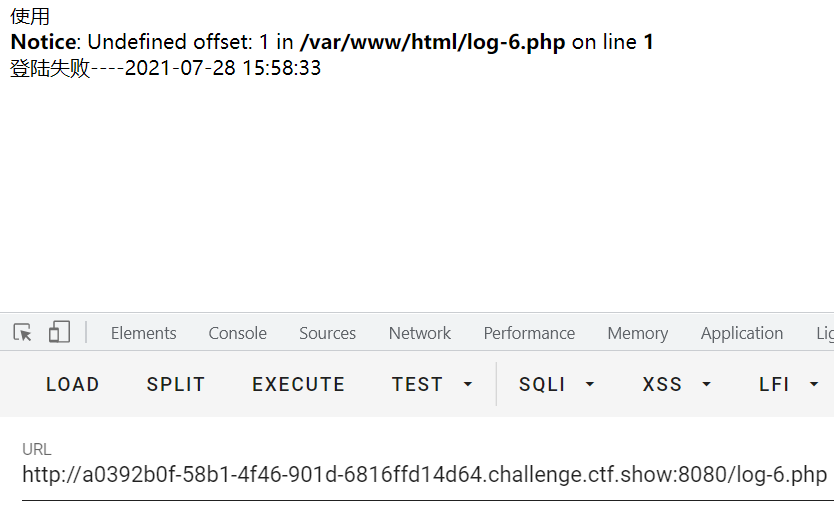 使用
Notice: Undefined offset: 1 in /var/www/html/log-6.php on line 1
登陆失败----2021-07-28 15:58:33
Elements Console Sources Network Performance Memory Application Lig
LOAD SPLIT EXECUTE TEST SQLI XSS LFI
URL
http://a0392b0f-58b1-4f46-901d-6816ffd14d64.challenge.ctf.show:8080/log-6.php